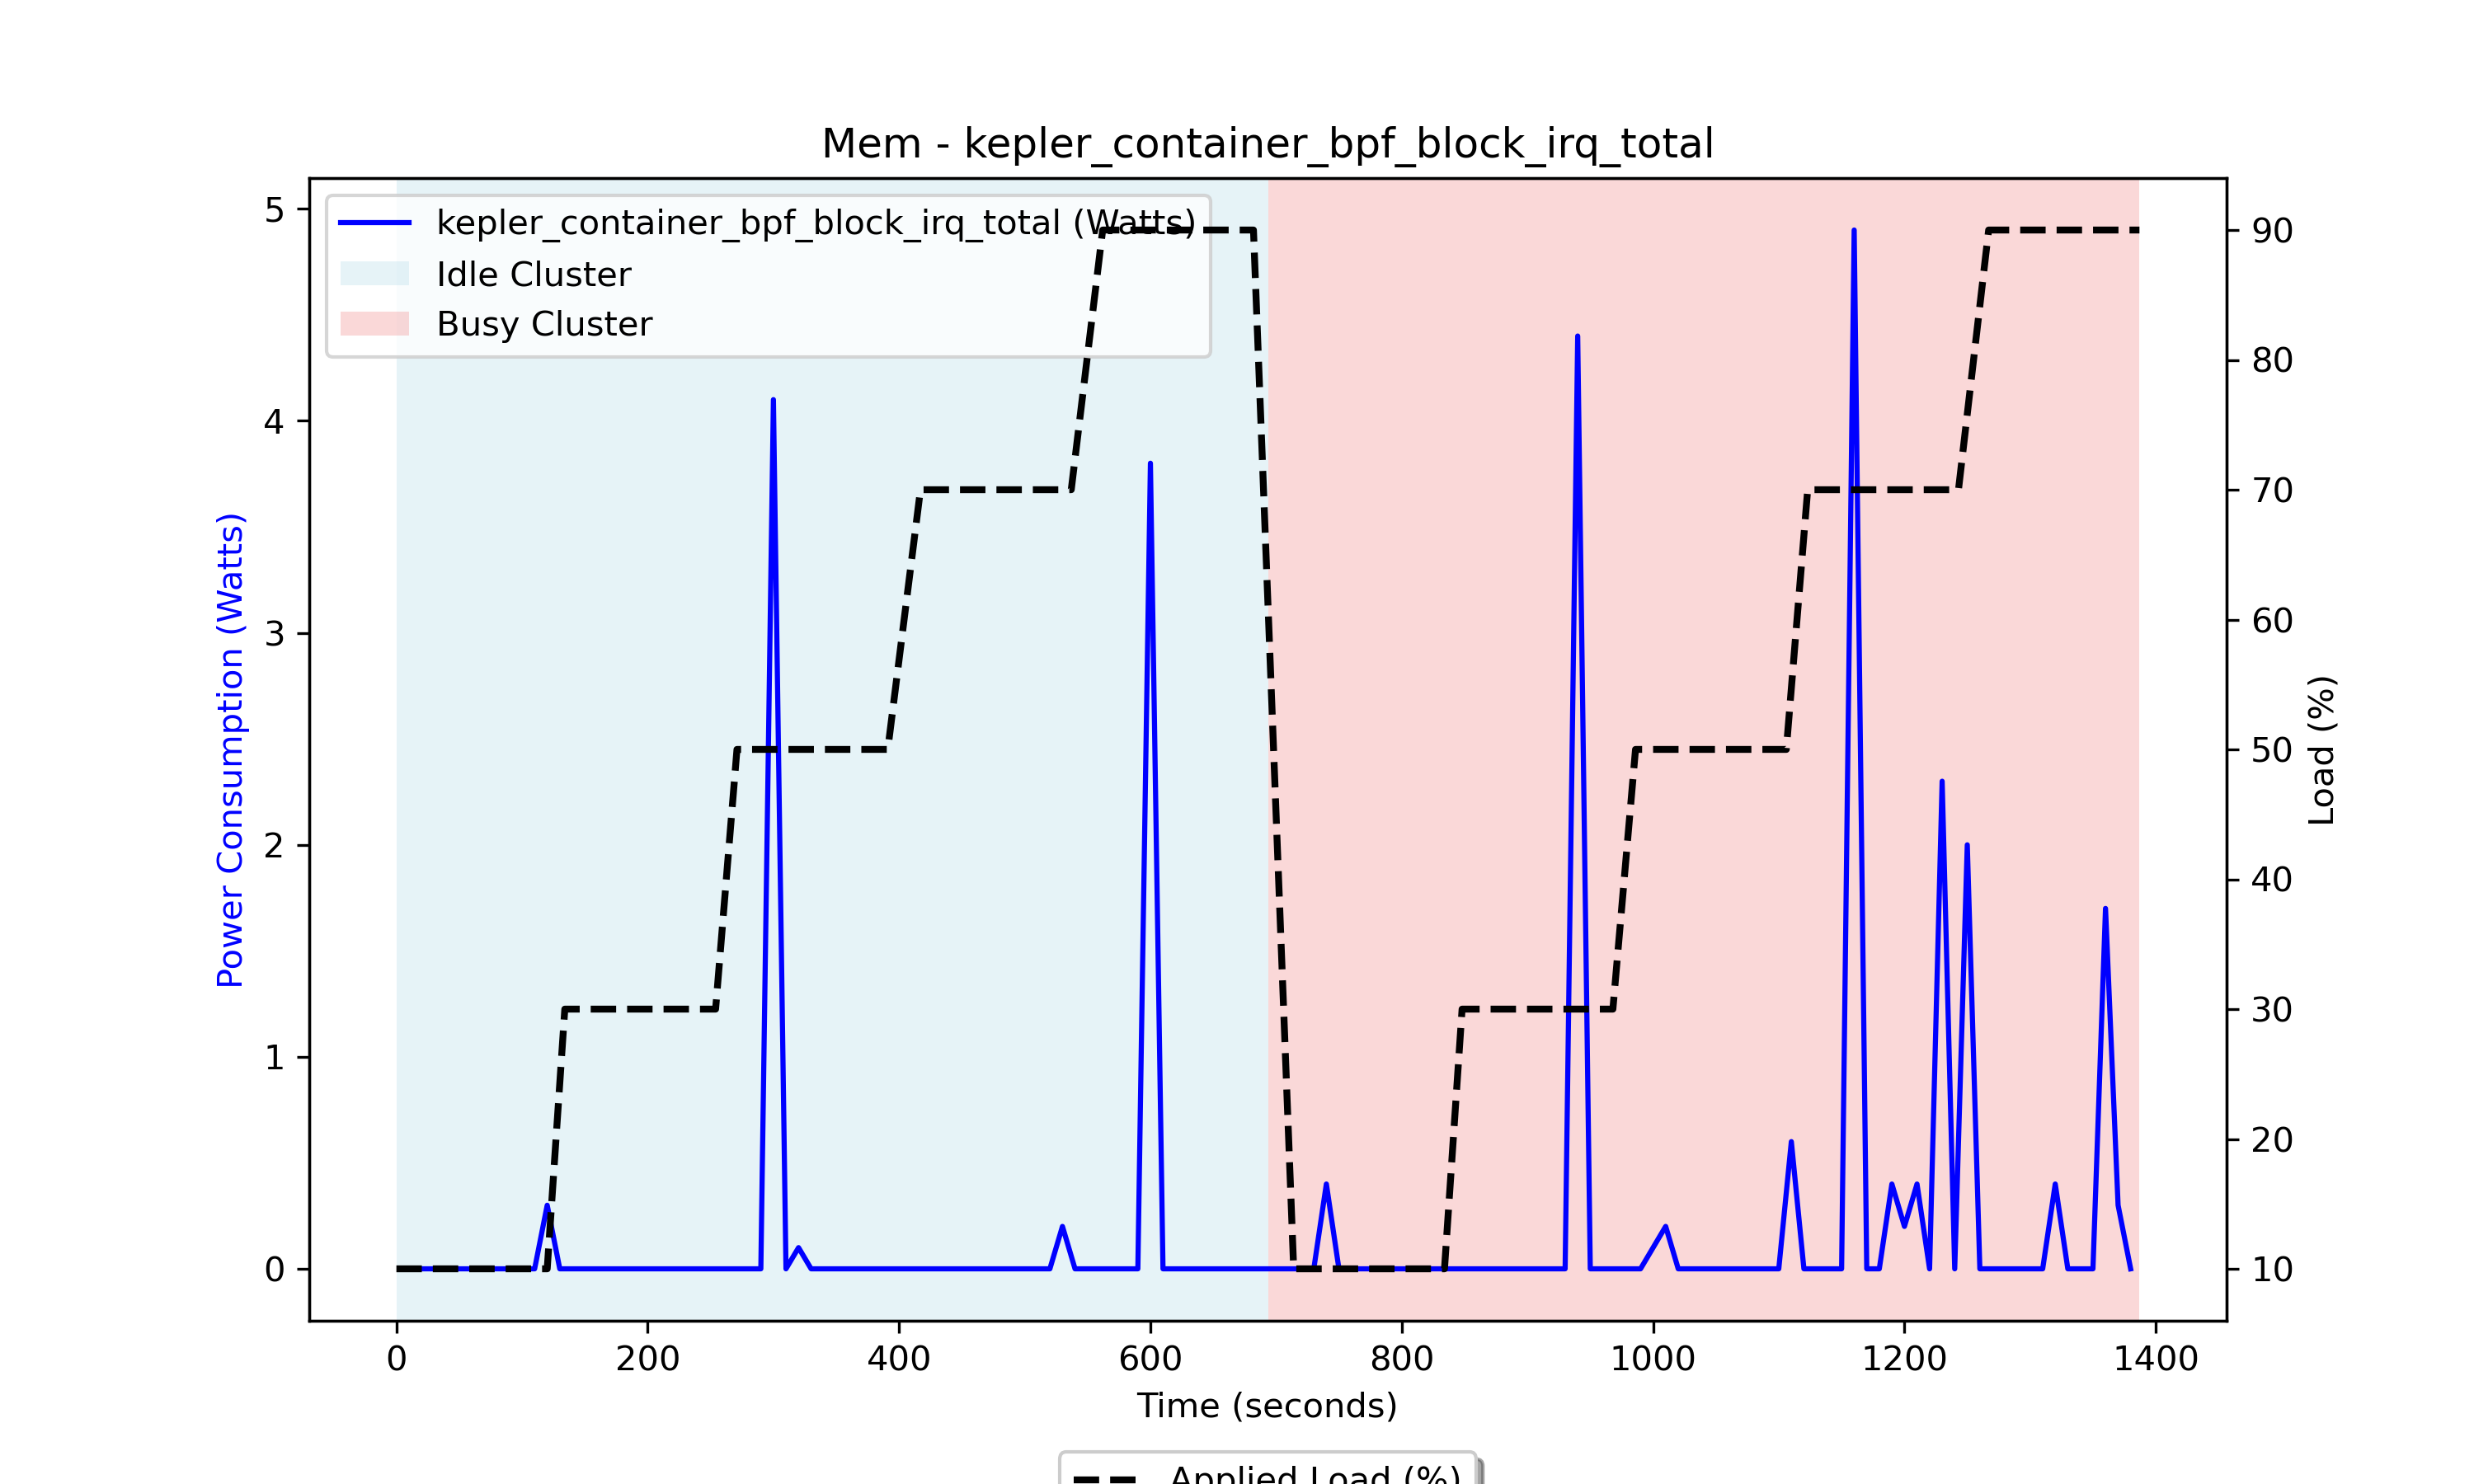 Mem - kepler_container_bpf_block_irq_total
kepler_container_bpf_block_irq_total (Watts)
Idle Cluster
Busy Cluster
5
4
3
2
1
0
Power Consumption (Watts)
90
80
70
60
50
40
30
20
10
Load (%)
0 200 400 600 800 1000 1200 1400
Time (seconds)
Applied Load (%)